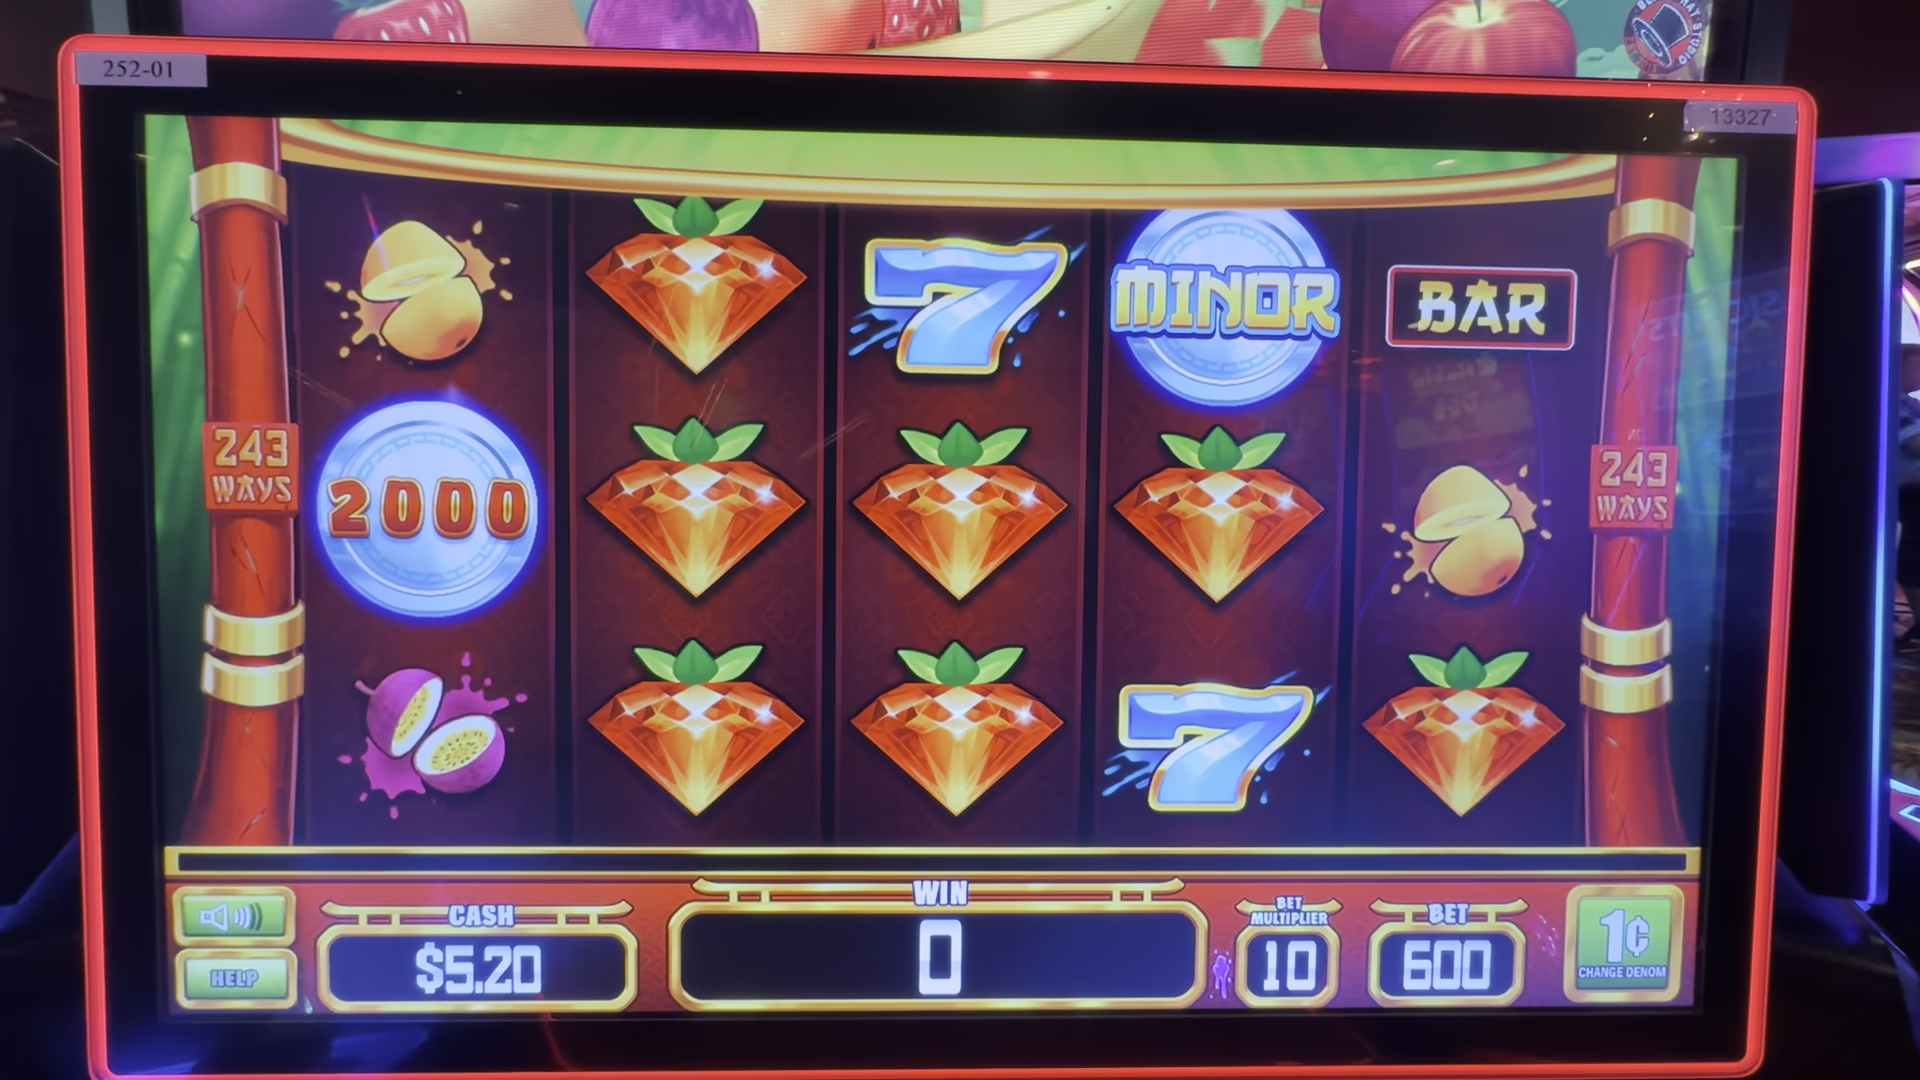 252-01
13327
MINOR
BAR
243
WAYS
2000
243
WAYS
WIN
CASH
BET
MULTIPLIER
BET
$5.20
0
10
600
1¢
CHANGE DENOM
HELP